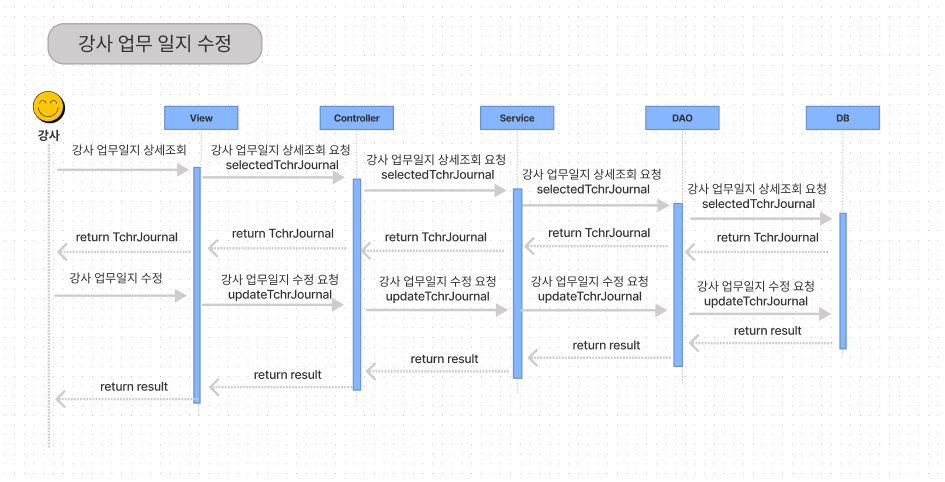 강사 업무 일지 수정
강사
View
Controller
Service
DAO
DB
강사 업무일지 상세조회
강사 업무일지 상세조회 요청
selectedTchrJournal
강사 업무일지 상세조회 요청
selectedTchrJournal
강사 업무일지 상세조회 요청
selectedTchrJournal
강사 업무일지 상세조회 요청
selectedTchrJournal
return TchrJournal
return TchrJournal
return TchrJournal
return TchrJournal
return TchrJournal
강사 업무일지 수정
강사 업무일지 수정 요청
updateTchrJournal
강사 업무일지 수정 요청
updateTchrJournal
강사 업무일지 수정 요청
updateTchrJournal
강사 업무일지 수정 요청
updateTchrJournal
return result
return result
return result
return result
return result